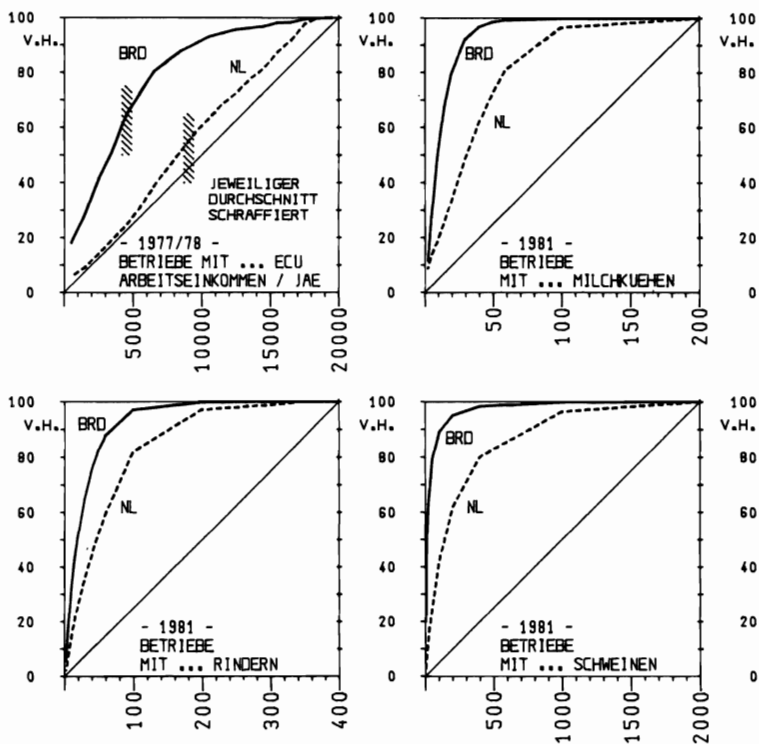 100
V.H.
80
60
40
20
0
BRD
NL
JEWEILIGER
DURCHSCHNITT
SCHRAFFIERT
- 1977/78 -
BETRIEBE MIT ... ECU
ARBEITSEINKOMMEN / JAE
5000
10000
15000
20000
100
V.H.
80
60
40
20
0
BRD
NL
- 1981 -
BETRIEBE
MIT ... MILCHKUEHEN
50
100
150
200
100
V.H.
80
60
40
20
0
100
V.H.
80
60
40
20
0
BRD
NL
- 1981 -
BETRIEBE
MIT ... RINDERN
100
200
300
400
100
V.H.
80
60
40
20
0
BRD
NL
- 1981 -
BETRIEBE
MIT ... SCHWEINEN
500
1000
1500
2000
100
V.H.
80
60
40
20
0